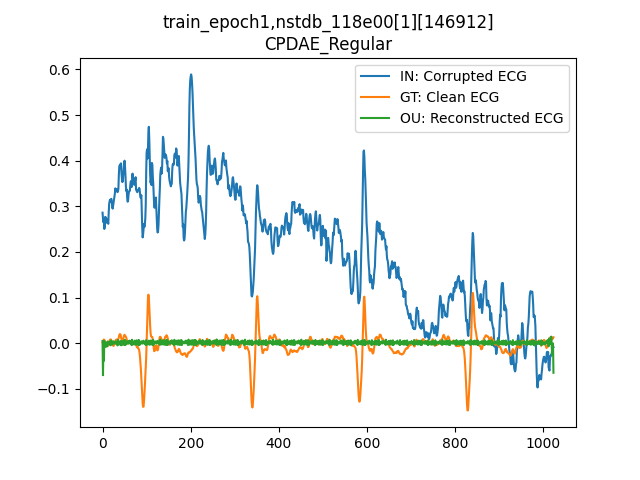 train_epoch1,nstdb_118e00[1][146912]
CPDAE_Regular
IN: Corrupted ECG
GT: Clean ECG
OU: Reconstructed ECG
0.6
0.5
0.4
0.3
0.2
0.1
0.0
−0.1
0 200 400 600 800 1000